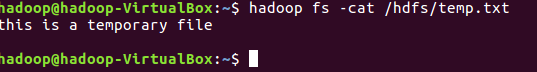 hadoop@hadoop-VirtualBox:~$ hadoop fs -cat /hdfs/temp.txt
this is a temporary file
hadoop@hadoop-VirtualBox:~$